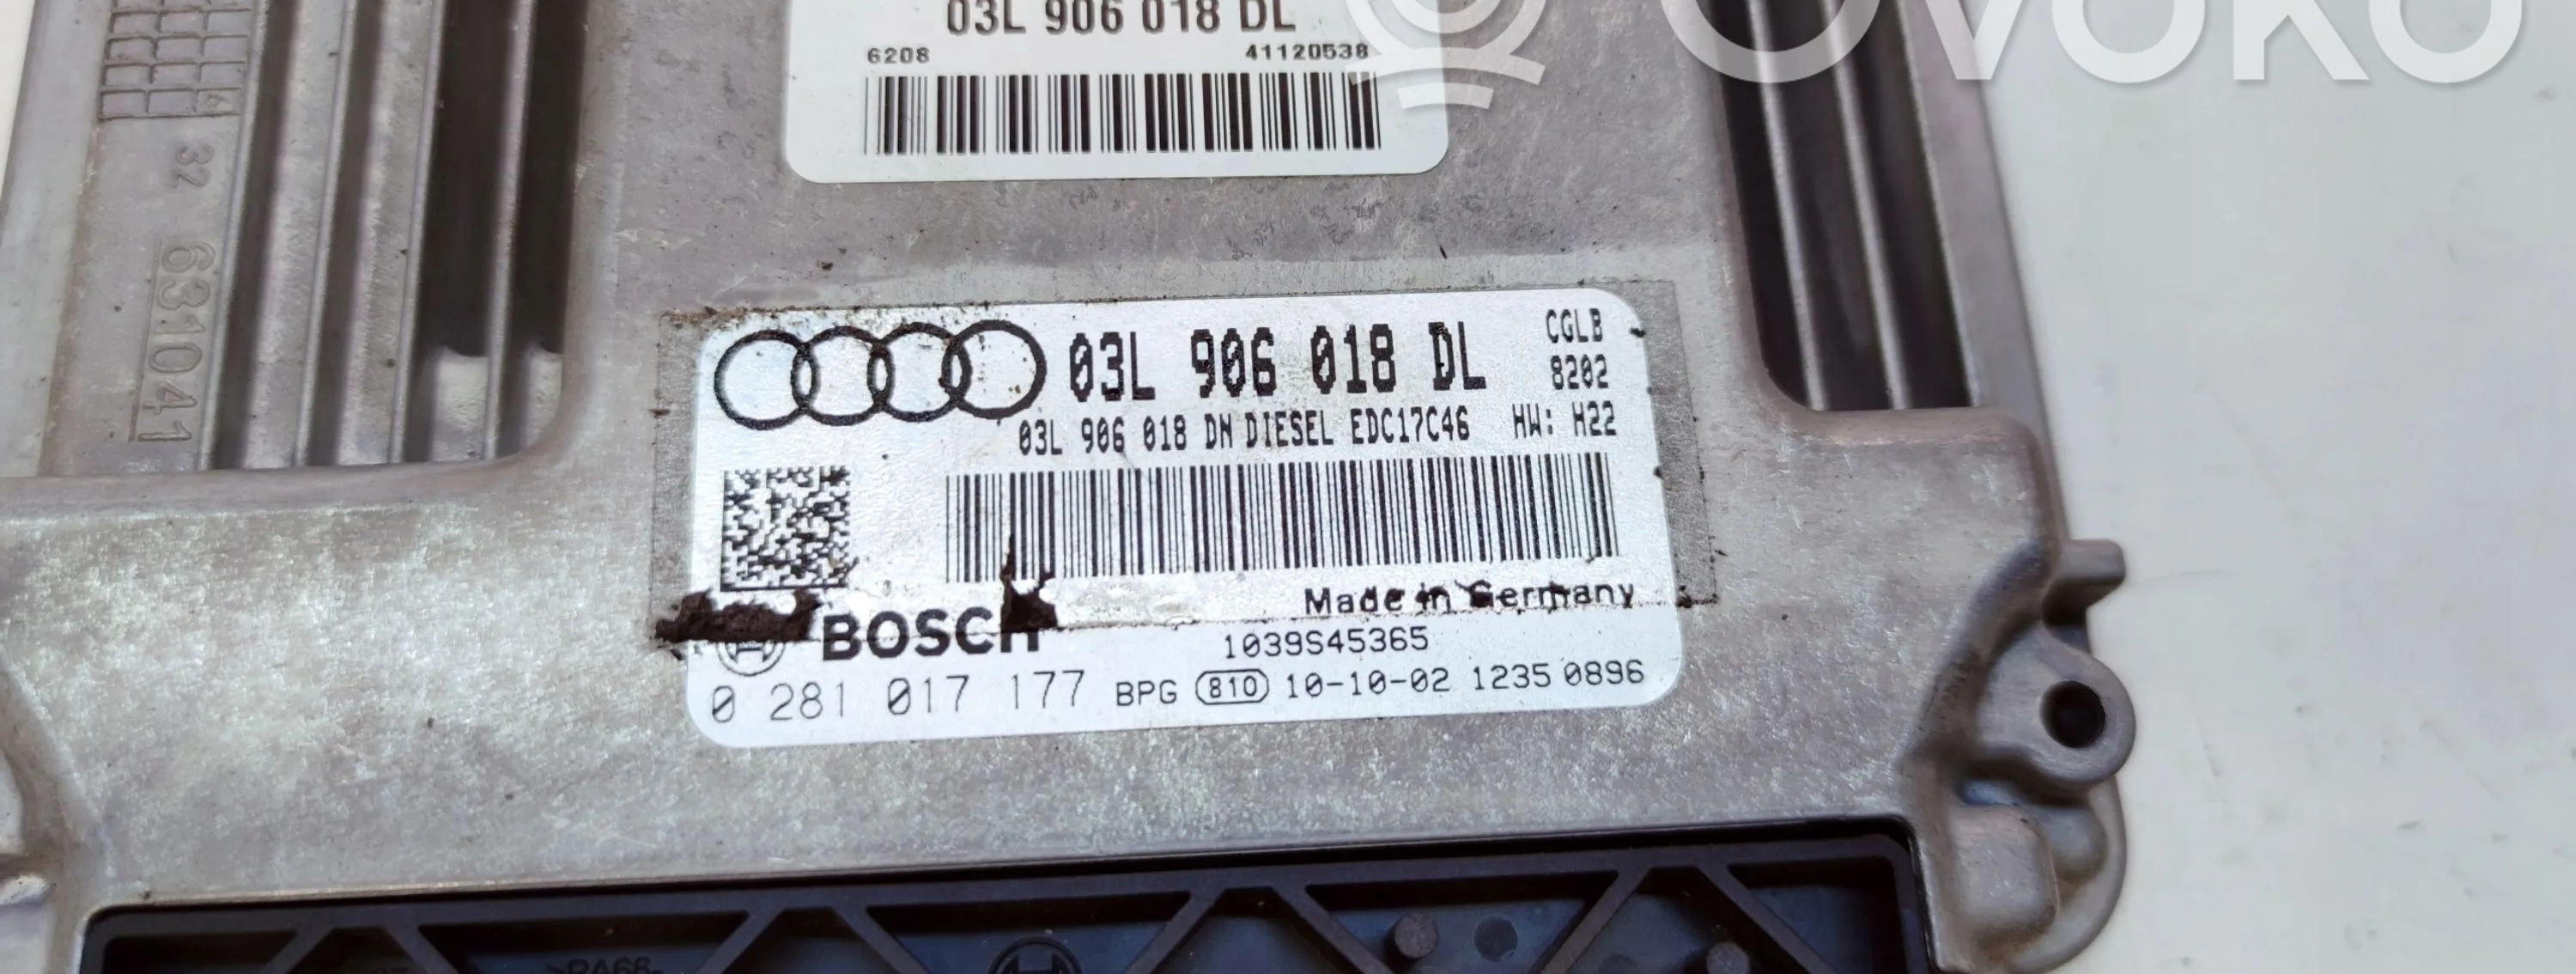 OVOKO
03L 906 018 DL
6208 41120538
32 631041
03L 906 018 DL CGLB
8202
03L 906 018 DN DIESEL EDC17C46 HW: H22
Made in Germany
BOSCH
1039S45365
0 281 017 177 BPG 810 10-10-02 1235 0896
>PA66-